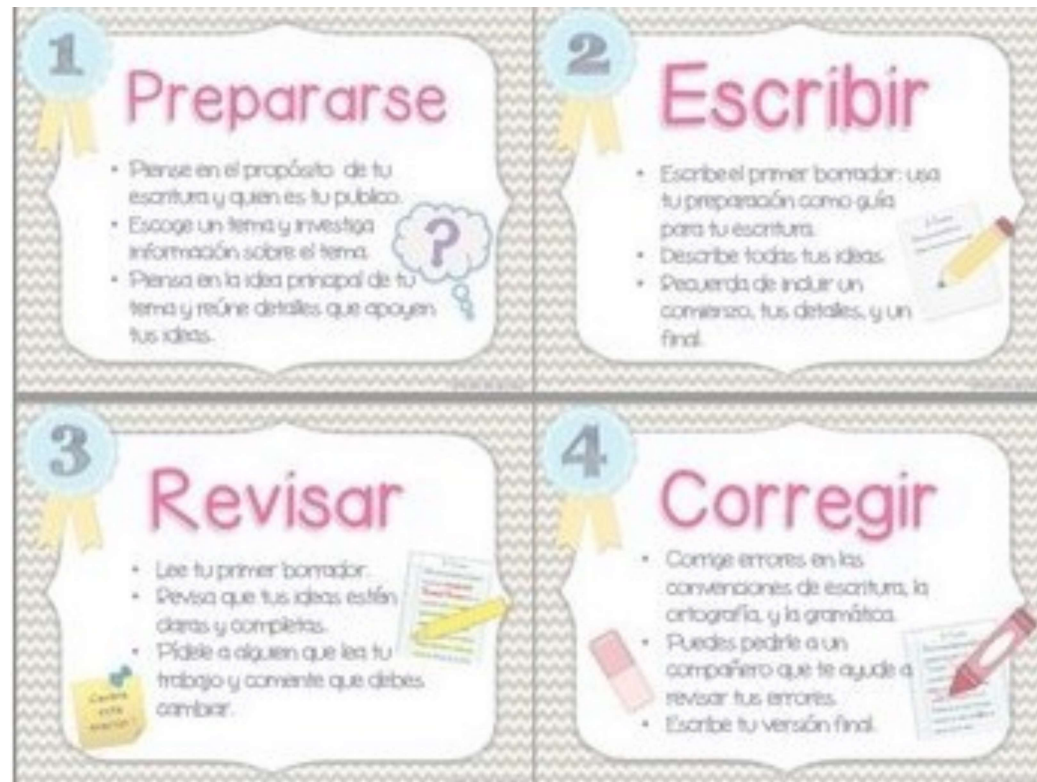 1
Prepararse
• Piense en el propósito de tu
escritura y quien es tu publico.
• Escoge un tema y investiga
información sobre el tema.
• Piensa en la idea principal de tu
tema y reúne detalles que apoyen
tus ideas.
?
2
Escribir
• Escribe el primer borrador: usa
tu preparación como guía
para tu escritura.
• Describe todas tus ideas.
• Recuerda de incluir un
comienzo, tus detalles, y un
final.
3
Revisar
• Lee tu primer borrador.
• Revisa que tus ideas estén
claras y completas.
• Pídele a alguien que lea tu
trabajo y comente que debes
cambiar.
4
Corregir
• Corrige errores en las
convenciones de escritura, la
ortografía, y la gramática.
• Puedes pedirle a un
compañero que te ayude a
revisar tus errores.
• Escribe tu versión final.